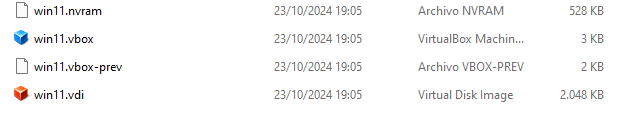 win11.nvram 23/10/2024 19:05 Archivo NVRAM 528 KB
win11.vbox 23/10/2024 19:05 VirtualBox Machin... 3 KB
win11.vbox-prev 23/10/2024 19:05 Archivo VBOX-PREV 2 KB
win11.vdi 23/10/2024 19:05 Virtual Disk Image 2.048 KB